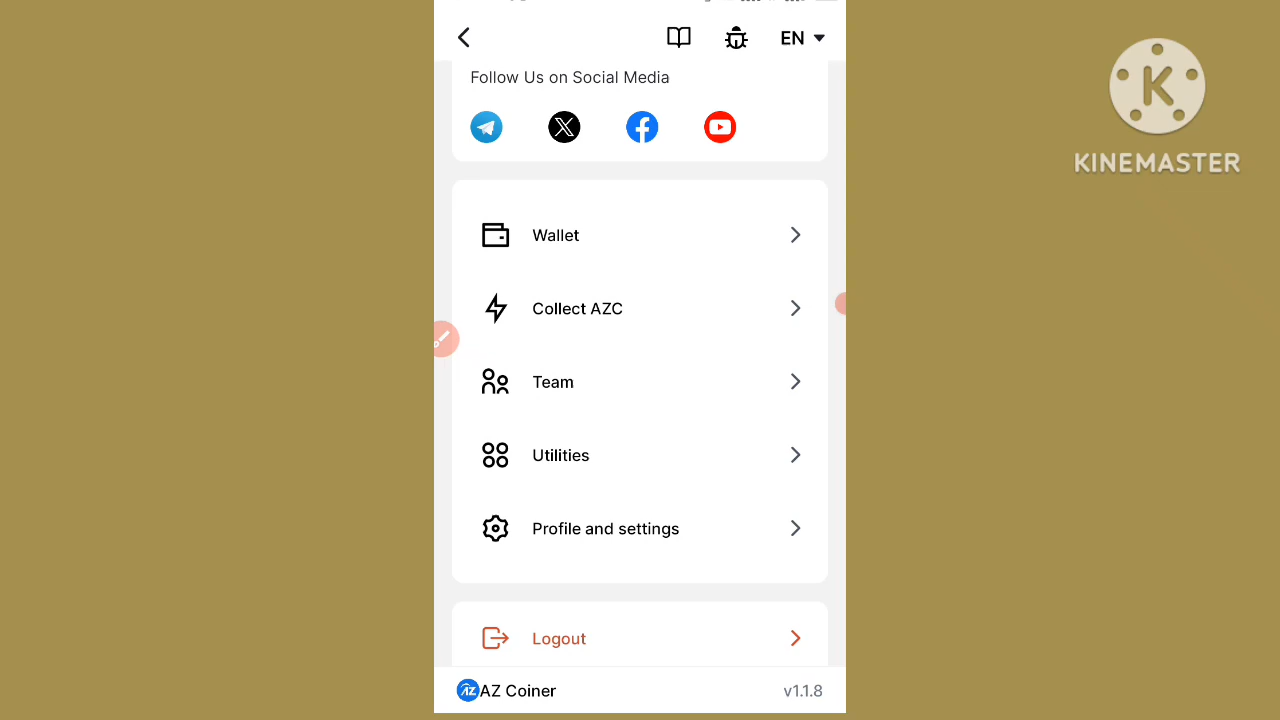 EN
Follow Us on Social Media
Wallet
Collect AZC
Team
Utilities
Profile and settings
Logout
AZ Coiner
v1.1.8
K
KINEMASTER